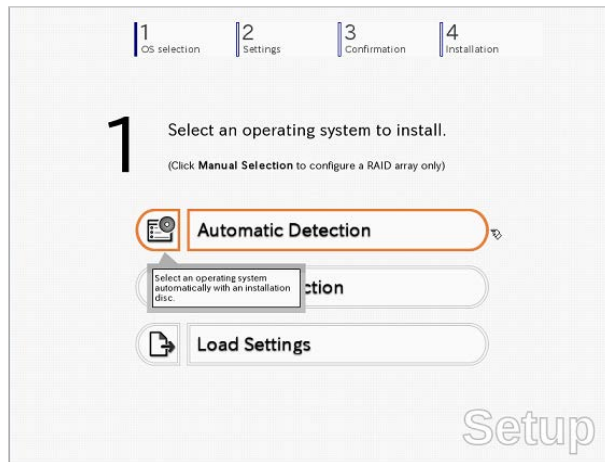 1 2 3 4
OS selection Settings Confirmation Installation
1 Select an operating system to install.
(Click Manual Selection to configure a RAID array only)
Automatic Detection
Select an operating system
automatically with an installation
disc.
ction
Load Settings
Setup